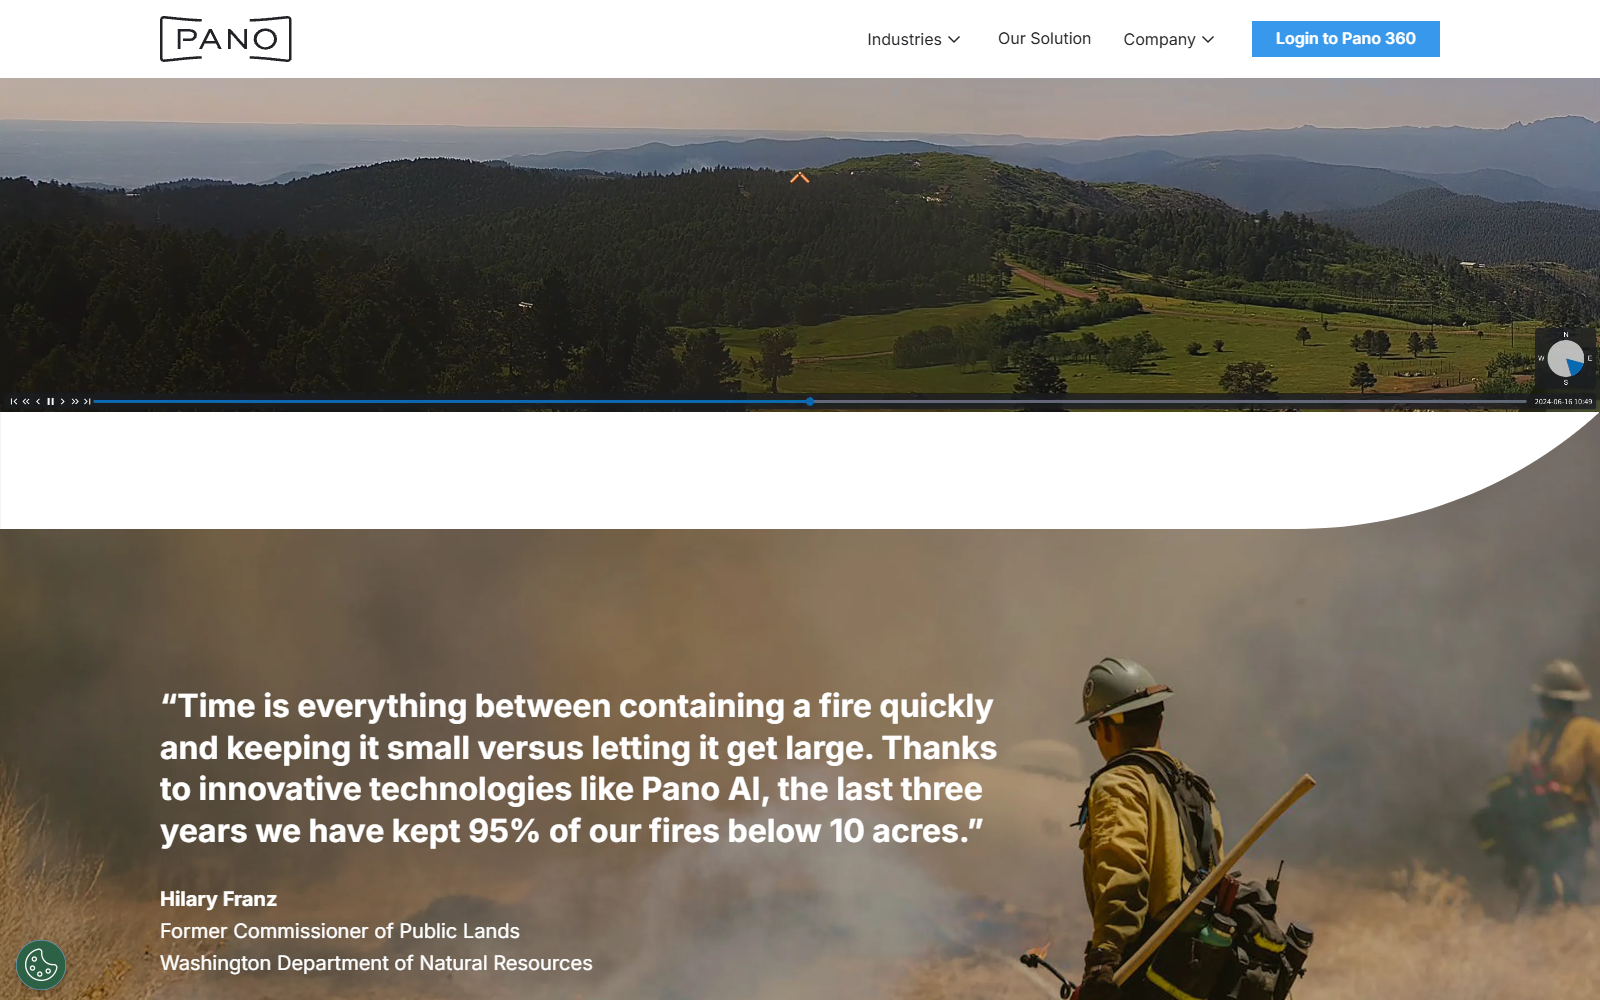 PANO
Industries
Our Solution
Company
Login to Pano 360
N
W
E
S
2024-06-16 10:49
“Time is everything between containing a fire quickly
and keeping it small versus letting it get large. Thanks
to innovative technologies like Pano AI, the last three
years we have kept 95% of our fires below 10 acres.”
Hilary Franz
Former Commissioner of Public Lands
Washington Department of Natural Resources